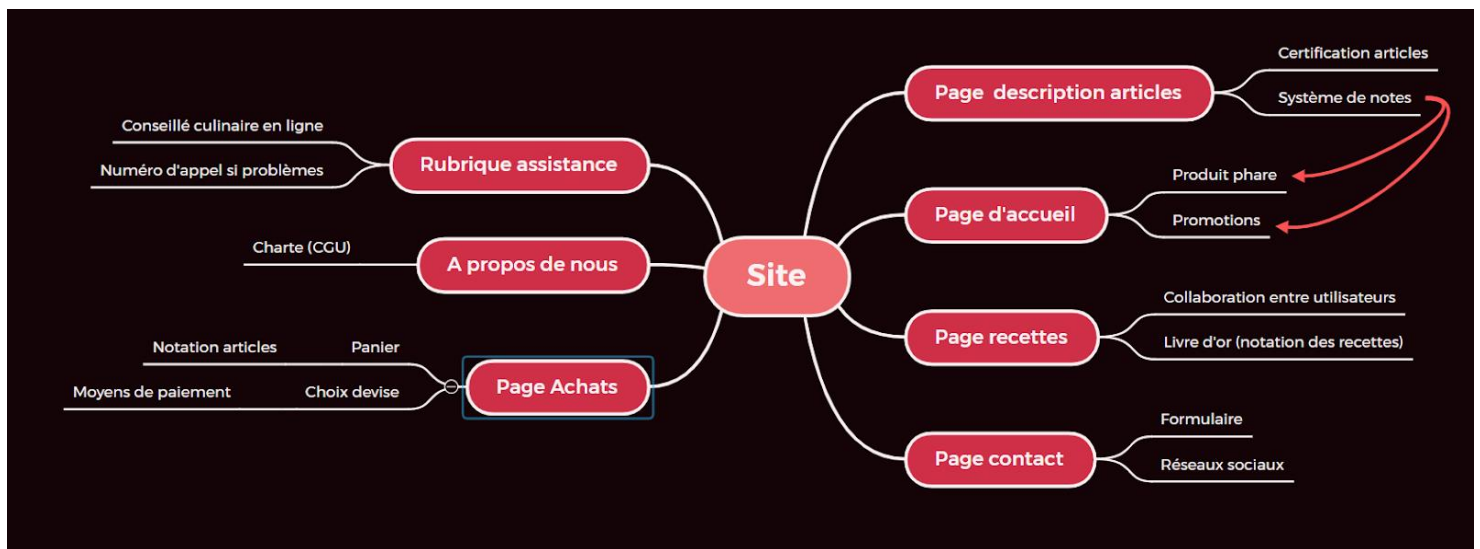 Certification articles
Page description articles
Système de notes
Conseillé culinaire en ligne
Rubrique assistance
Numéro d'appel si problèmes
Produit phare
Page d'accueil
Promotions
Charte (CGU)
A propos de nous
Site
Collaboration entre utilisateurs
Page recettes
Livre d'or (notation des recettes)
Notation articles
Panier
Page Achats
Moyens de paiement
Choix devise
Formulaire
Page contact
Réseaux sociaux